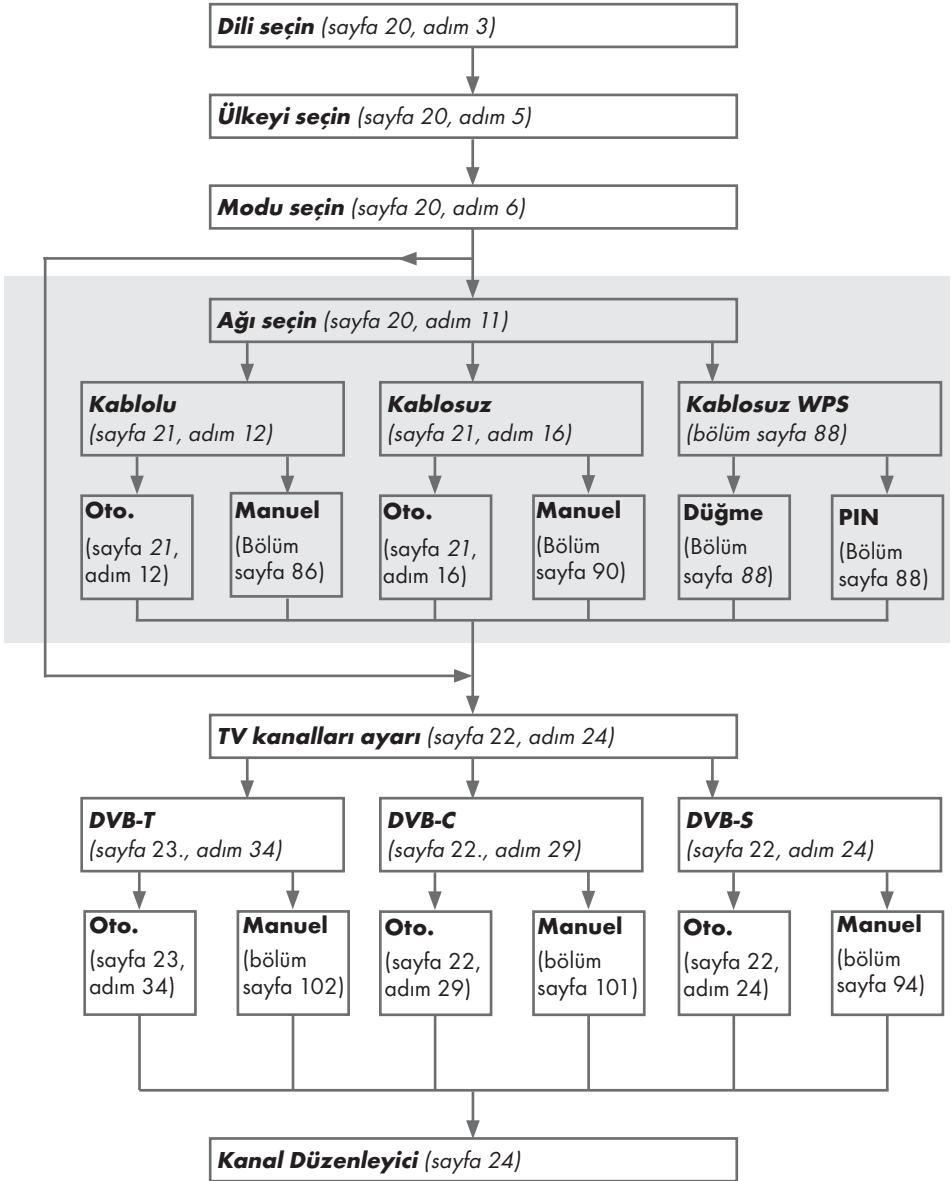 Dili seçin (sayfa 20, adım 3)
Ülkeyi seçin (sayfa 20, adım 5)
Modu seçin (sayfa 20, adım 6)
Ağı seçin (sayfa 20, adım 11)
Kablolu
(sayfa 21, adım 12)
Kablosuz
(sayfa 21, adım 16)
Kablosuz WPS
(bölüm sayfa 88)
Oto.
(sayfa 21,
adım 12)
Manuel
(Bölüm
sayfa 86)
Oto.
(sayfa 21,
adım 16)
Manuel
(Bölüm
sayfa 90)
Düğme
(Bölüm
sayfa 88)
PIN
(Bölüm
sayfa 88)
TV kanalları ayarı (sayfa 22, adım 24)
DVB-T
(sayfa 23., adım 34)
DVB-C
(sayfa 22., adım 29)
DVB-S
(sayfa 22, adım 24)
Oto.
(sayfa 23,
adım 34)
Manuel
(bölüm
sayfa 102)
Oto.
(sayfa 22,
adım 29)
Manuel
(bölüm
sayfa 101)
Oto.
(sayfa 22,
adım 24)
Manuel
(bölüm
sayfa 94)
Kanal Düzenleyici (sayfa 24)